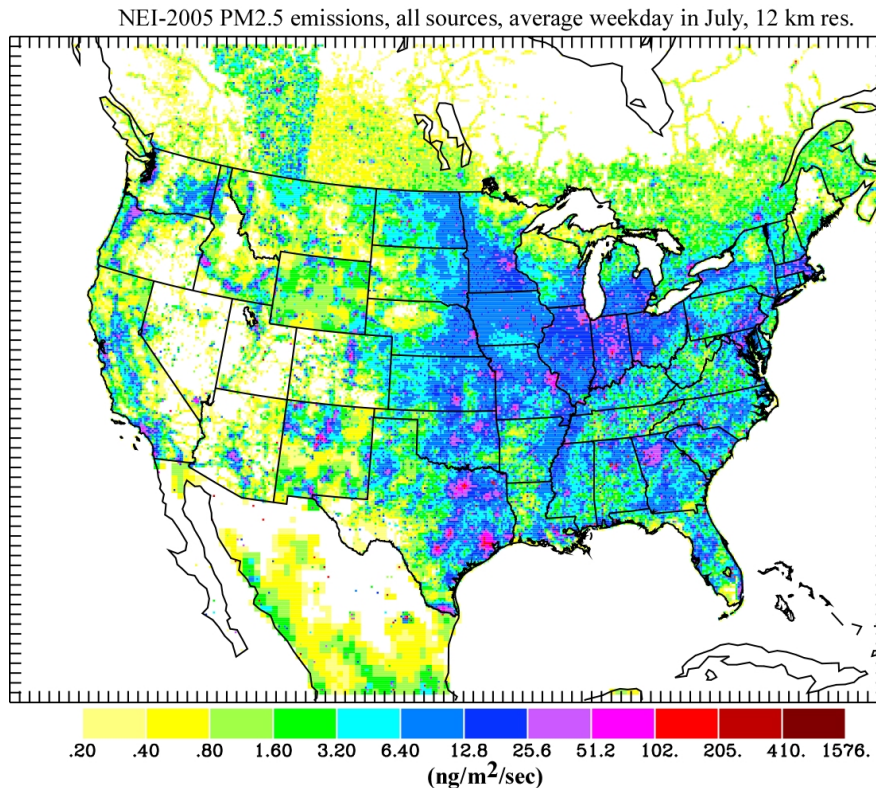 NEI-2005 PM2.5 emissions, all sources, average weekday in July, 12 km res.
.20 .40 .80 1.60 3.20 6.40 12.8 25.6 51.2 102. 205. 410. 1576.
(ng/m²/sec)